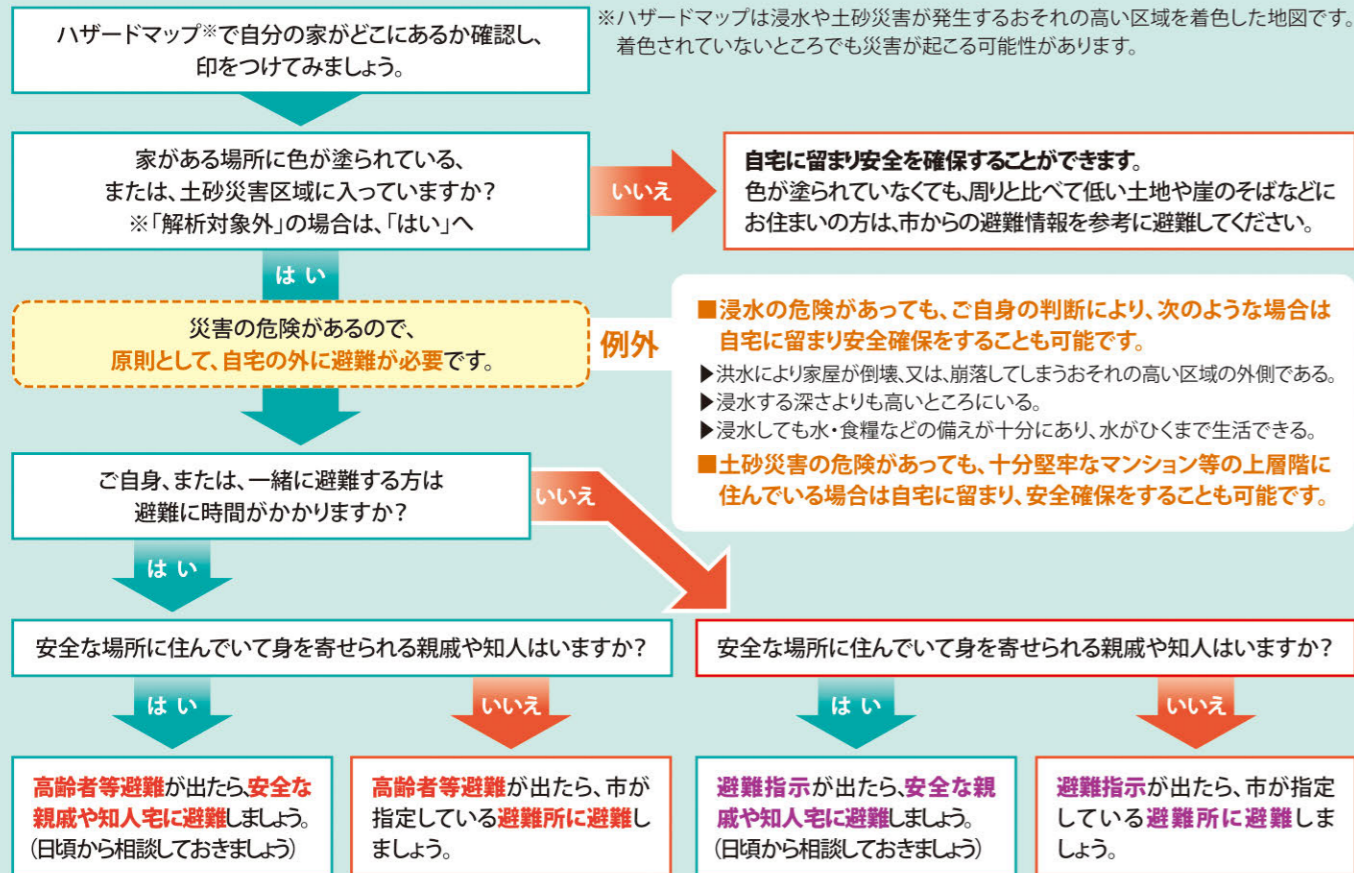 ハザードマップ※で自分の家がどこにあるか確認し、
印をつけてみましょう。
※ハザードマップは浸水や土砂災害が発生するおそれの高い区域を着色した地図です。
着色されていないところでも災害が起こる可能性があります。
家がある場所に色が塗られている、
または、土砂災害区域に入っていますか？
※「解析対象外」の場合は、「はい」へ
いいえ
自宅に留まり安全を確保することができます。
色が塗られていなくても、周りと比べて低い土地や崖のそばなどに
お住まいの方は、市からの避難情報を参考に避難してください。
はい
災害の危険があるので、
原則として、自宅の外に避難が必要です。
例外
■浸水の危険があっても、ご自身の判断により、次のような場合は
自宅に留まり安全確保をすることも可能です。
▶洪水により家屋が倒壊、又は、崩落してしまうおそれの高い区域の外側である。
▶浸水する深さよりも高いところにいる。
▶浸水しても水・食糧などの備えが十分にあり、水がひくまで生活できる。
■土砂災害の危険があっても、十分堅牢なマンション等の上層階に
住んでいる場合は自宅に留まり、安全確保をすることも可能です。
ご自身、または、一緒に避難する方は
避難に時間がかかりますか？
いいえ
はい
安全な場所に住んでいて身を寄せられる親戚や知人はいますか？
安全な場所に住んでいて身を寄せられる親戚や知人はいますか？
はい
いいえ
はい
いいえ
高齢者等避難が出たら、安全な
親戚や知人宅に避難しましょう。
（日頃から相談しておきましょう）
高齢者等避難が出たら、市が
指定している避難所に避難し
ましょう。
避難指示が出たら、安全な親
戚や知人宅に避難しましょう。
（日頃から相談しておきましょう）
避難指示が出たら、市が指定
している避難所に避難しま
しょう。